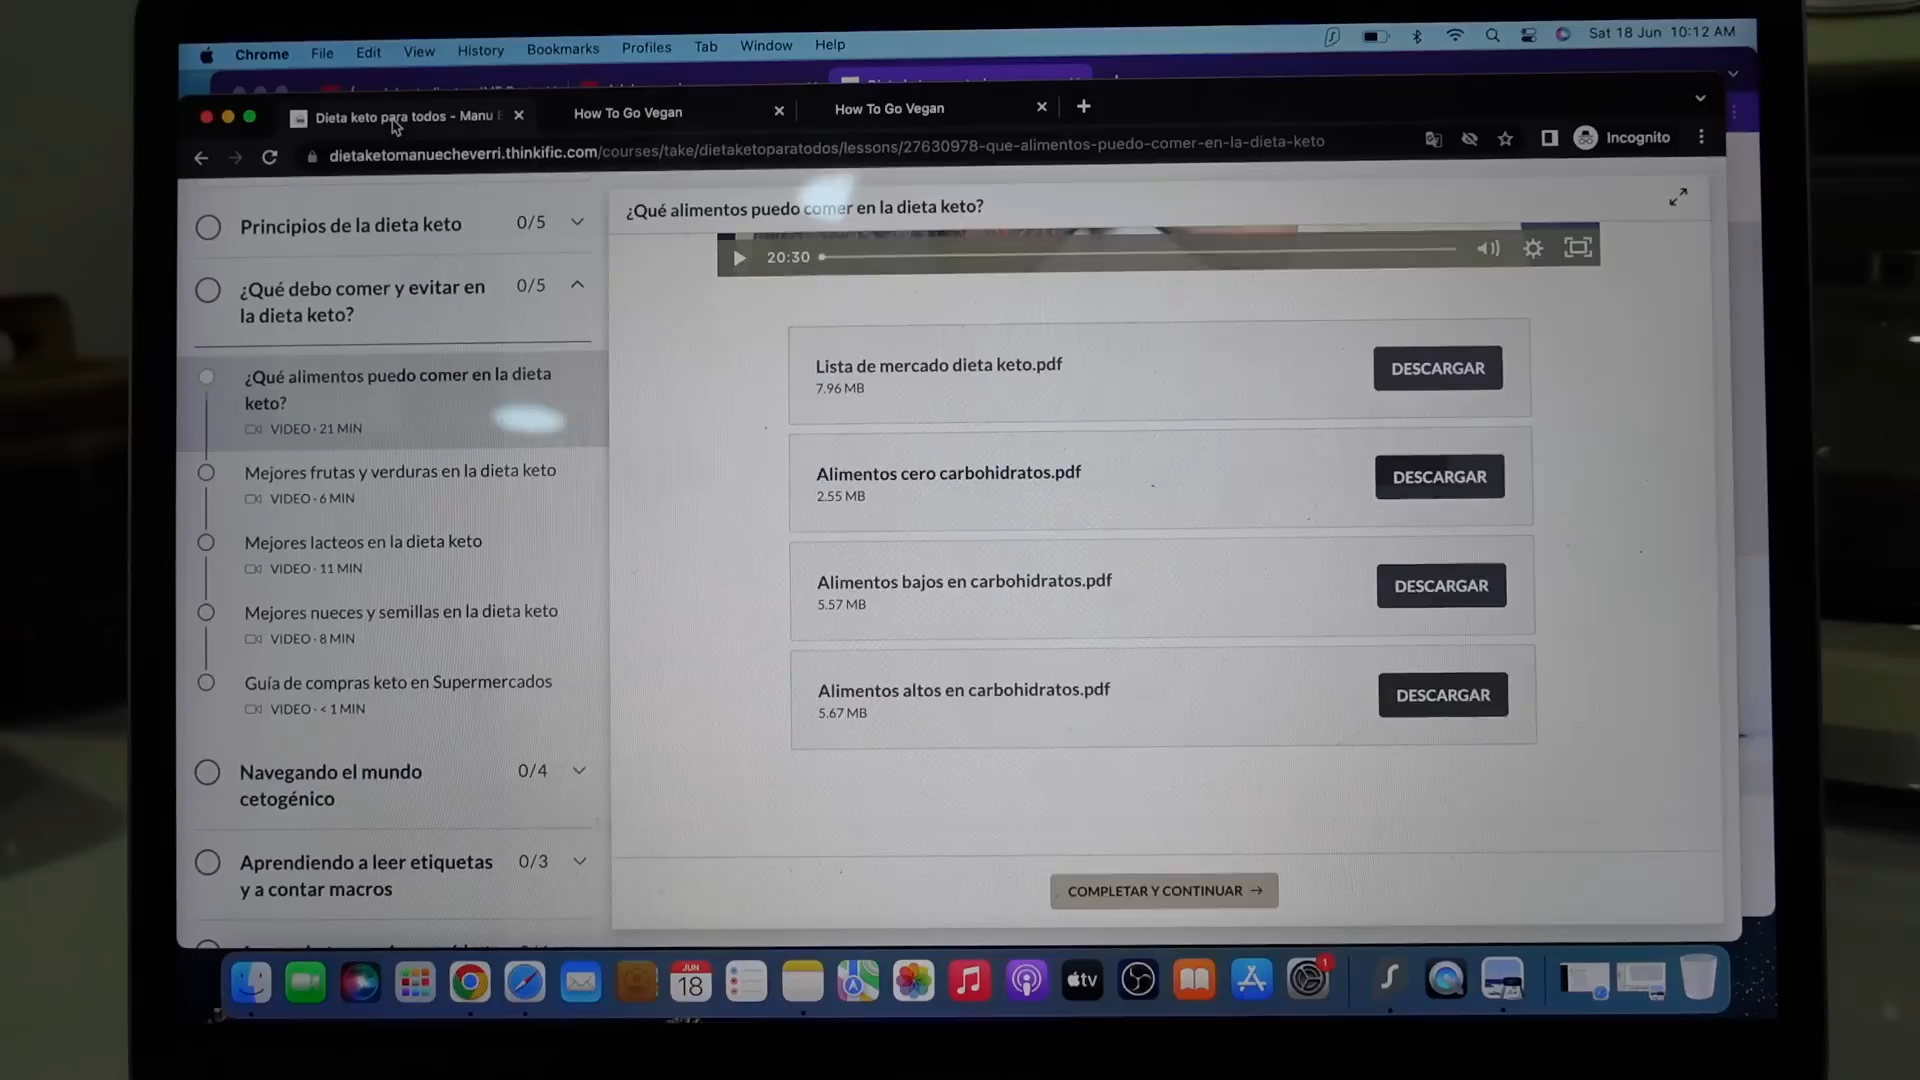 Chrome File Edit View History Bookmarks Profiles Tab Window Help
Sat 18 Jun 10:12 AM
Dieta keto para todos - Manu
How To Go Vegan
How To Go Vegan
dietaketomanuecheverri.thinkific.com/courses/take/dietaketoparatodos/lessons/27630978-que-alimentos-puedo-comer-en-la-dieta-keto
Incognito
Principios de la dieta keto 0/5
¿Qué debo comer y evitar en 0/5
la dieta keto?
¿Qué alimentos puedo comer en la dieta
keto?
VIDEO · 21 MIN
Mejores frutas y verduras en la dieta keto
VIDEO · 6 MIN
Mejores lacteos en la dieta keto
VIDEO · 11 MIN
Mejores nueces y semillas en la dieta keto
VIDEO · 8 MIN
Guía de compras keto en Supermercados
VIDEO · < 1 MIN
Navegando el mundo 0/4
cetogénico
Aprendiendo a leer etiquetas 0/3
y a contar macros
¿Qué alimentos puedo comer en la dieta keto?
20:30
Lista de mercado dieta keto.pdf
7.96 MB
DESCARGAR
Alimentos cero carbohidratos.pdf
2.55 MB
DESCARGAR
Alimentos bajos en carbohidratos.pdf
5.57 MB
DESCARGAR
Alimentos altos en carbohidratos.pdf
5.67 MB
DESCARGAR
COMPLETAR Y CONTINUAR →
JUN
18
tv
1